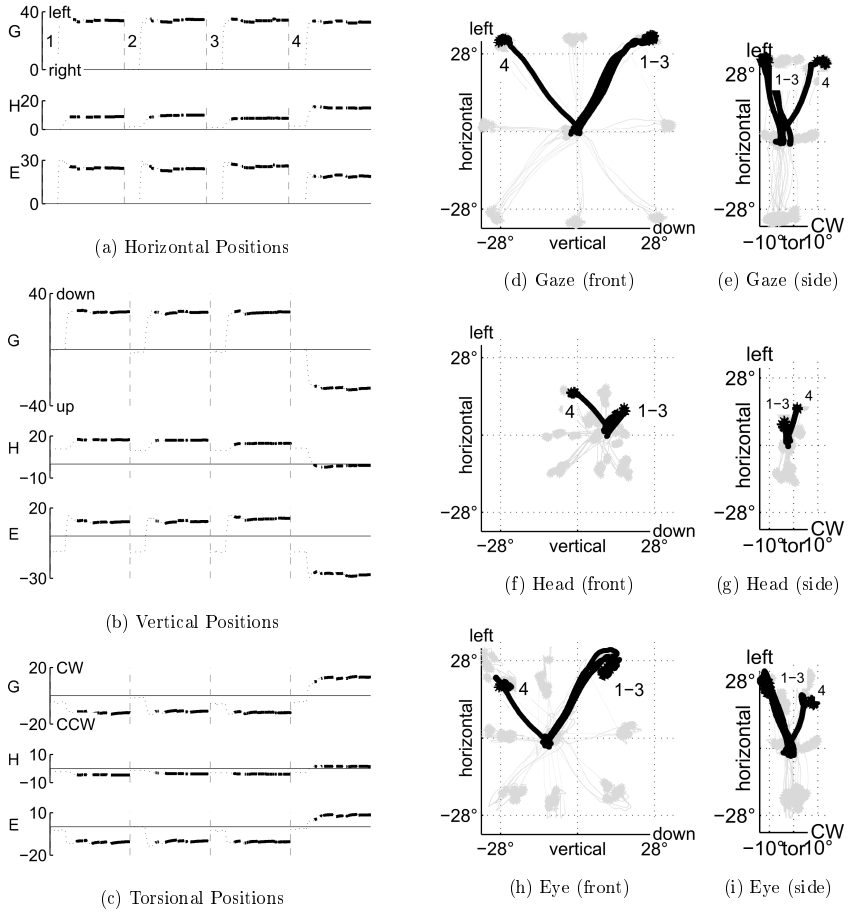 40 left
G
1 2 3 4
0 right
H 20
0
30
E
0
(a) Horizontal Positions
40 down
G
−40 up
20
H
−10
20
E
−30
(b) Vertical Positions
20 CW
G
−20 CCW
10
H
−10
10
E
−20
(c) Torsional Positions
left
28°
4
1−3
horizontal
−28°
down
−28° vertical 28°
(d) Gaze (front)
left
28°
1−3
4
horizontal
−28°
CW
−10° tor 10°
(e) Gaze (side)
left
28°
4
1−3
horizontal
−28°
down
−28° vertical 28°
(f) Head (front)
left
28°
1−3
4
horizontal
−28°
CW
−10° tor 10°
(g) Head (side)
left
28°
4
1−3
horizontal
−28°
down
−28° vertical 28°
(h) Eye (front)
left
28°
1−3
4
horizontal
−28°
CW
−10° tor 10°
(i) Eye (side)